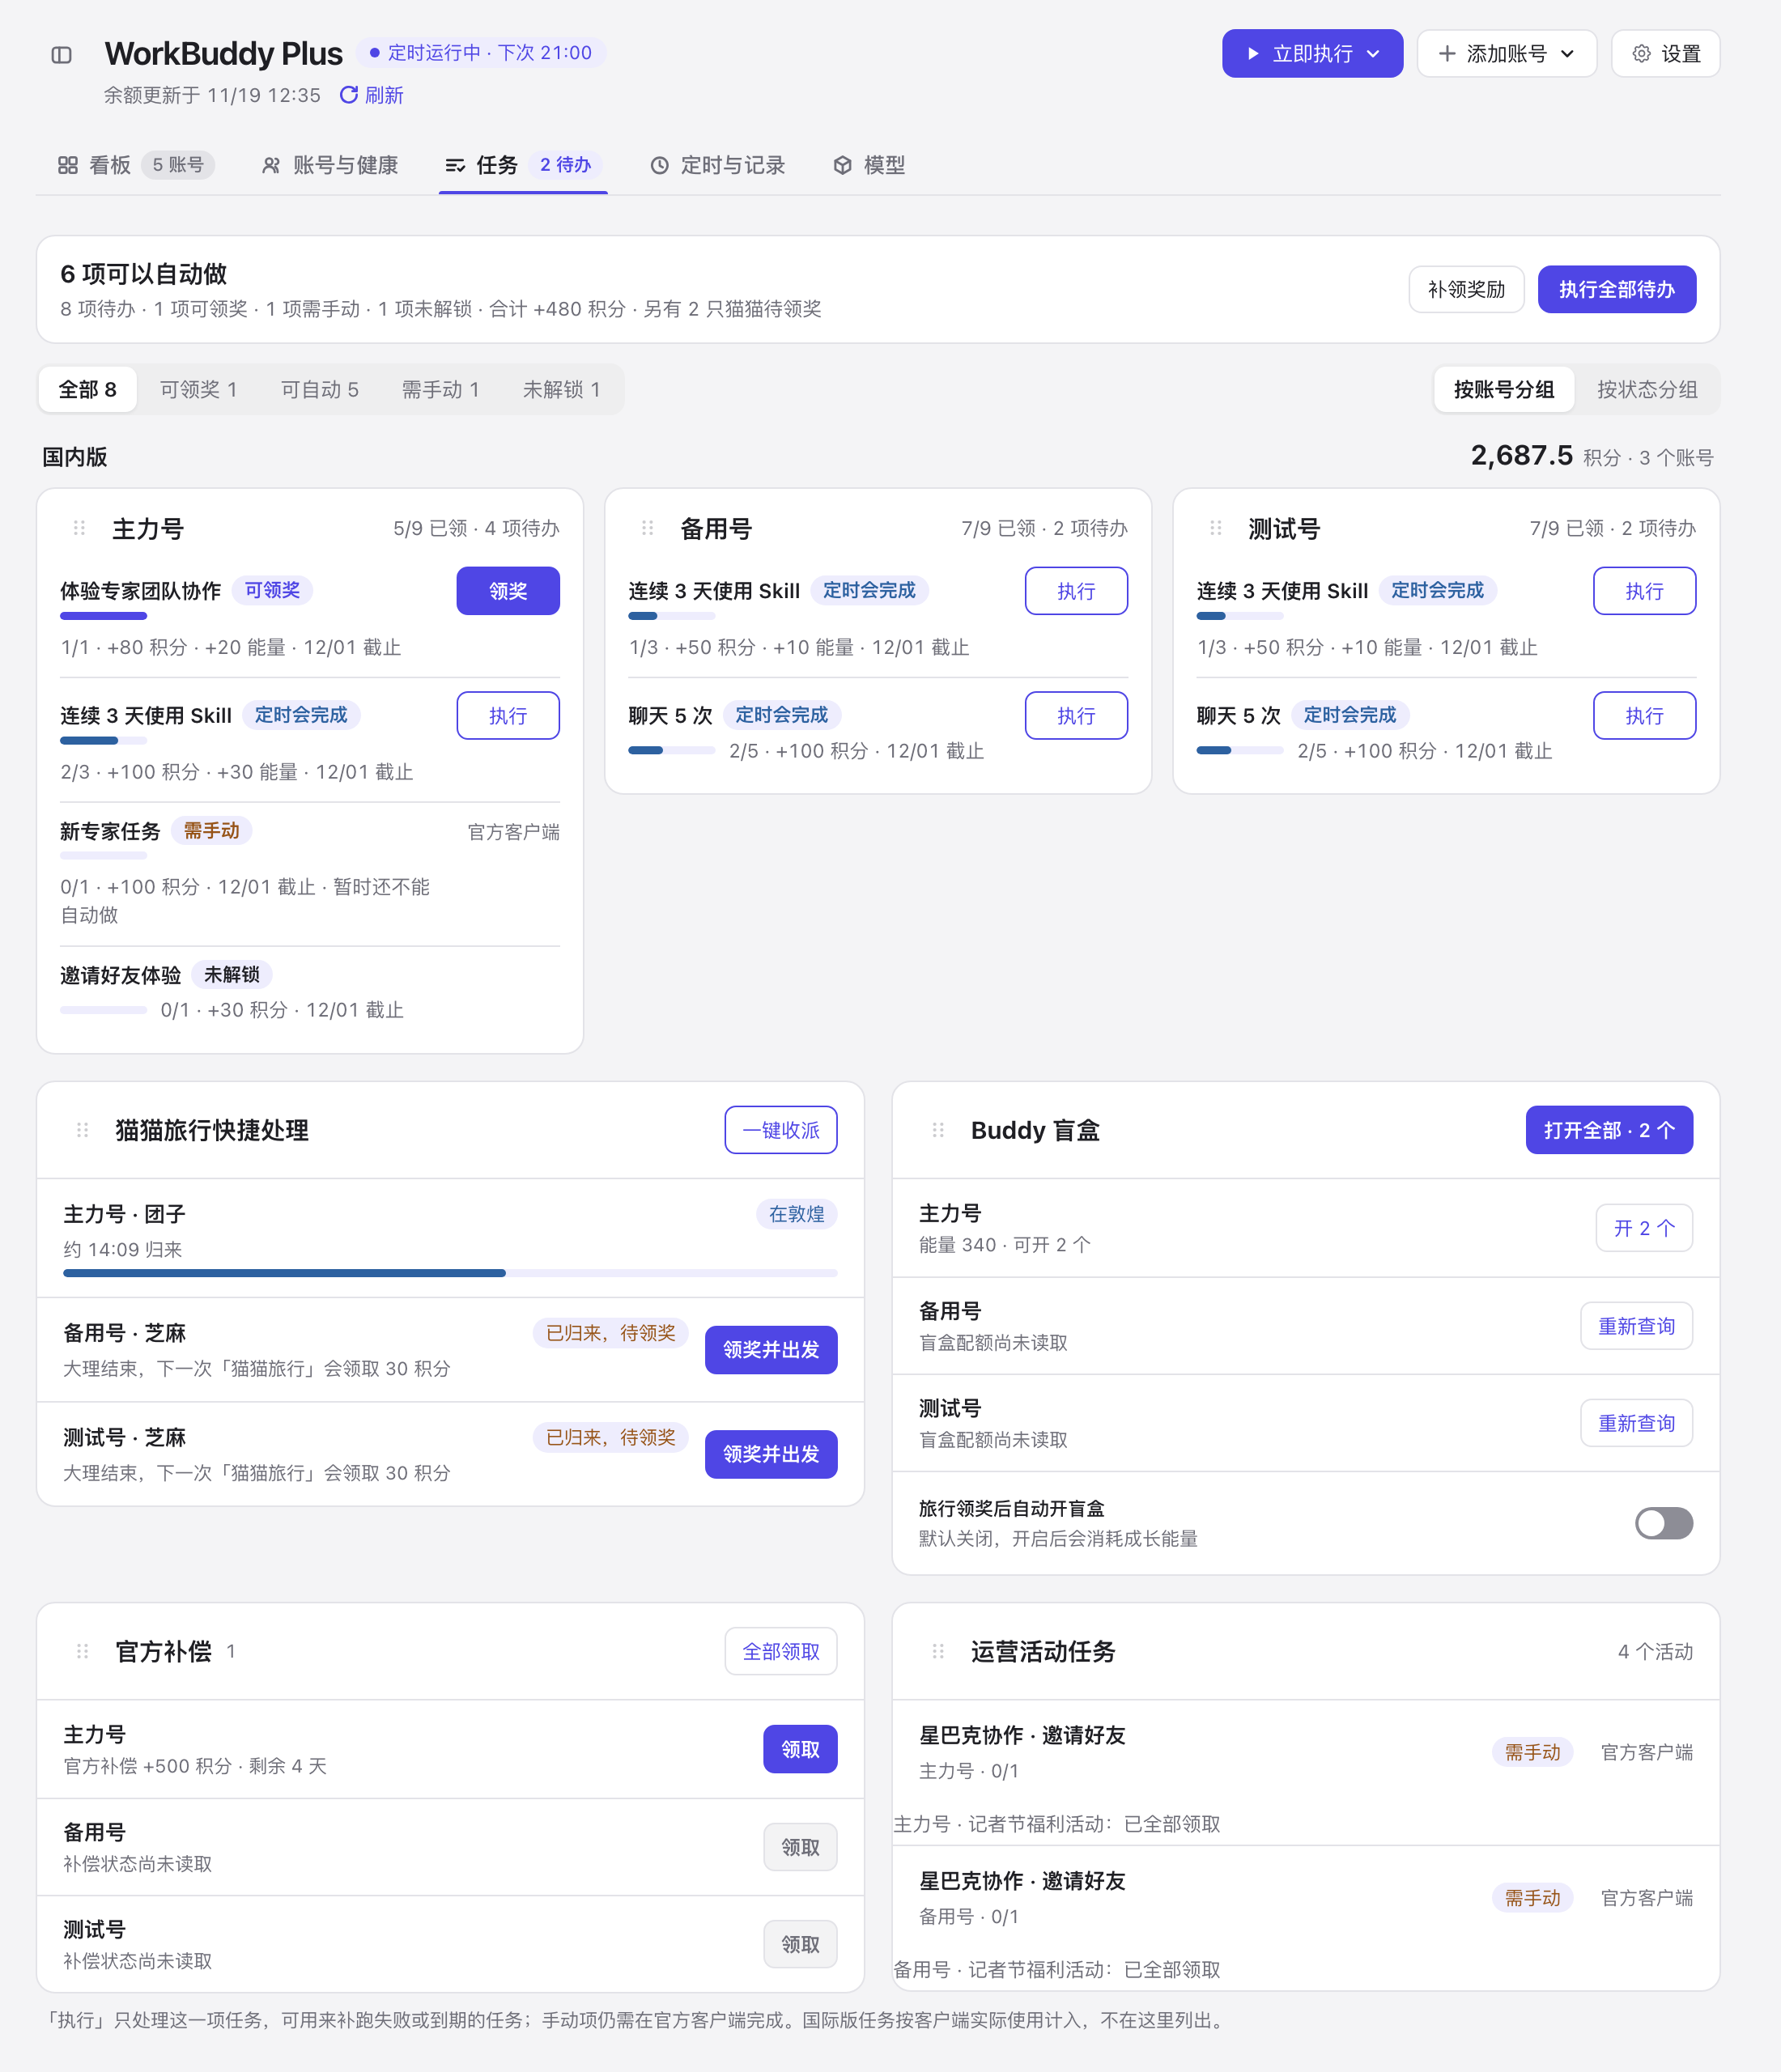 WorkBuddy Plus
定时运行中 · 下次 21:00
立即执行
添加账号
设置
余额更新于 11/19 12:35
刷新
看板
5 账号
账号与健康
任务
2 待办
定时与记录
模型
6 项可以自动做
8 项待办 · 1 项可领奖 · 1 项需手动 · 1 项未解锁 · 合计 +480 积分 · 另有 2 只猫猫待领奖
补领奖励
执行全部待办
全部 8
可领奖 1
可自动 5
需手动 1
未解锁 1
按账号分组
按状态分组
国内版
2,687.5 积分 · 3 个账号
主力号
5/9 已领 · 4 项待办
体验专家团队协作
可领奖
领奖
1/1 · +80 积分 · +20 能量 · 12/01 截止
连续 3 天使用 Skill
定时会完成
执行
2/3 · +100 积分 · +30 能量 · 12/01 截止
新专家任务
需手动
官方客户端
0/1 · +100 积分 · 12/01 截止 · 暂时还不能
自动做
邀请好友体验
未解锁
0/1 · +30 积分 · 12/01 截止
备用号
7/9 已领 · 2 项待办
连续 3 天使用 Skill
定时会完成
执行
1/3 · +50 积分 · +10 能量 · 12/01 截止
聊天 5 次
定时会完成
执行
2/5 · +100 积分 · 12/01 截止
测试号
7/9 已领 · 2 项待办
连续 3 天使用 Skill
定时会完成
执行
1/3 · +50 积分 · +10 能量 · 12/01 截止
聊天 5 次
定时会完成
执行
2/5 · +100 积分 · 12/01 截止
猫猫旅行快捷处理
一键收派
主力号 · 团子
在敦煌
约 14:09 归来
备用号 · 芝麻
已归来，待领奖
领奖并出发
大理结束，下一次「猫猫旅行」会领取 30 积分
测试号 · 芝麻
已归来，待领奖
领奖并出发
大理结束，下一次「猫猫旅行」会领取 30 积分
Buddy 盲盒
打开全部 · 2 个
主力号
能量 340 · 可开 2 个
开 2 个
备用号
盲盒配额尚未读取
重新查询
测试号
盲盒配额尚未读取
重新查询
旅行领奖后自动开盲盒
默认关闭，开启后会消耗成长能量
官方补偿 1
全部领取
主力号
官方补偿 +500 积分 · 剩余 4 天
领取
备用号
补偿状态尚未读取
领取
测试号
补偿状态尚未读取
领取
运营活动任务
4 个活动
星巴克协作 · 邀请好友
主力号 · 0/1
需手动
官方客户端
主力号 · 记者节福利活动：已全部领取
星巴克协作 · 邀请好友
备用号 · 0/1
需手动
官方客户端
备用号 · 记者节福利活动：已全部领取
「执行」只处理这一项任务，可用来补跑失败或到期的任务；手动项仍需在官方客户端完成。国际版任务按客户端实际使用计入，不在这里列出。